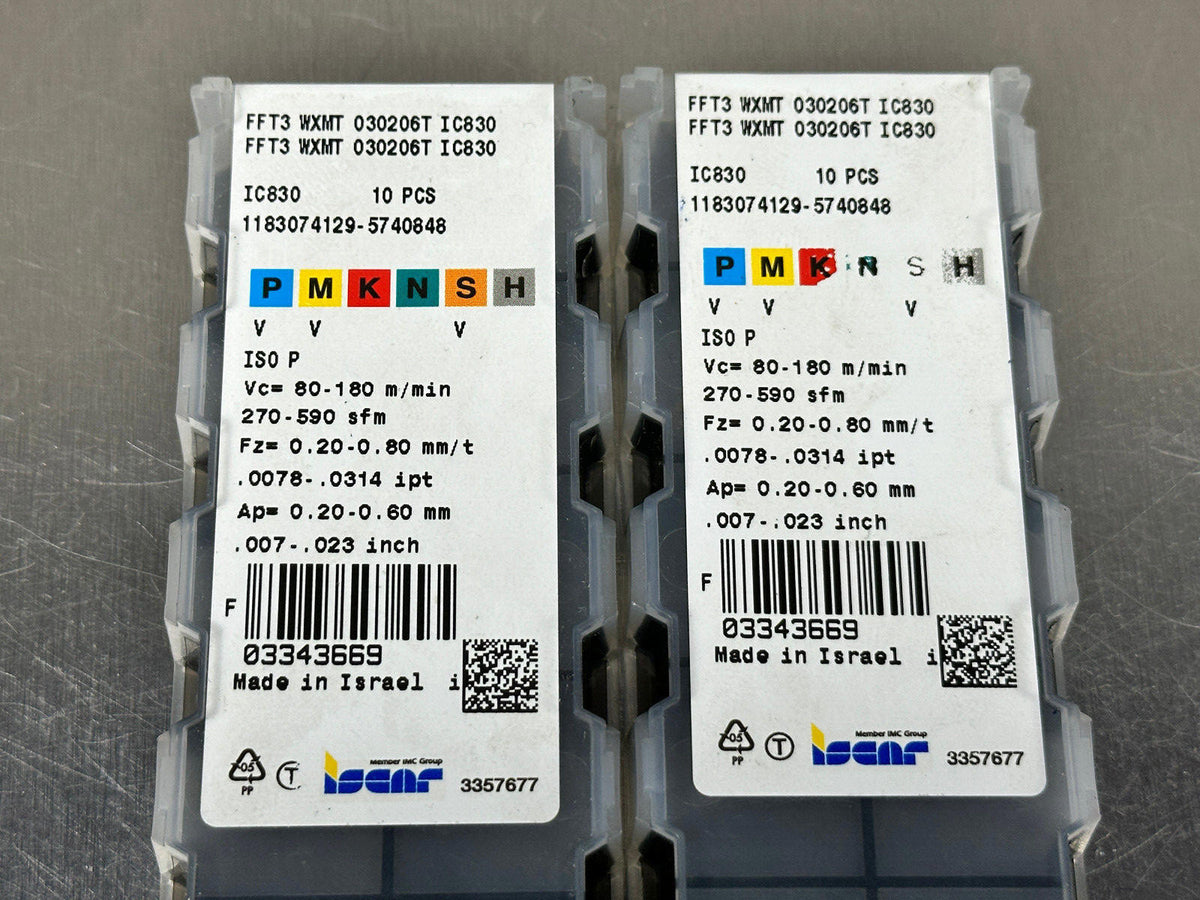 FFT3 WXMT 030206T IC830
FFT3 WXMT 030206T IC830
IC830 10 PCS
1183074129-5740848
P M K N S H
V V V
ISO P
Vc= 80-180 m/min
270-590 sfm
Fz= 0.20-0.80 mm/t
.0078-.0314 ipt
Ap= 0.20-0.60 mm
.007-.023 inch
F
03343669
Made in Israel i
05
PP
T
Member IMC Group
iscar
3357677
FFT3 WXMT 030206T IC830
FFT3 WXMT 030206T IC830
IC830 10 PCS
1183074129-5740848
P M K N S H
V V V
ISO P
Vc= 80-180 m/min
270-590 sfm
Fz= 0.20-0.80 mm/t
.0078-.0314 ipt
Ap= 0.20-0.60 mm
.007-.023 inch
F
03343669
Made in Israel i
05
PP
T
Member IMC Group
iscar
3357677